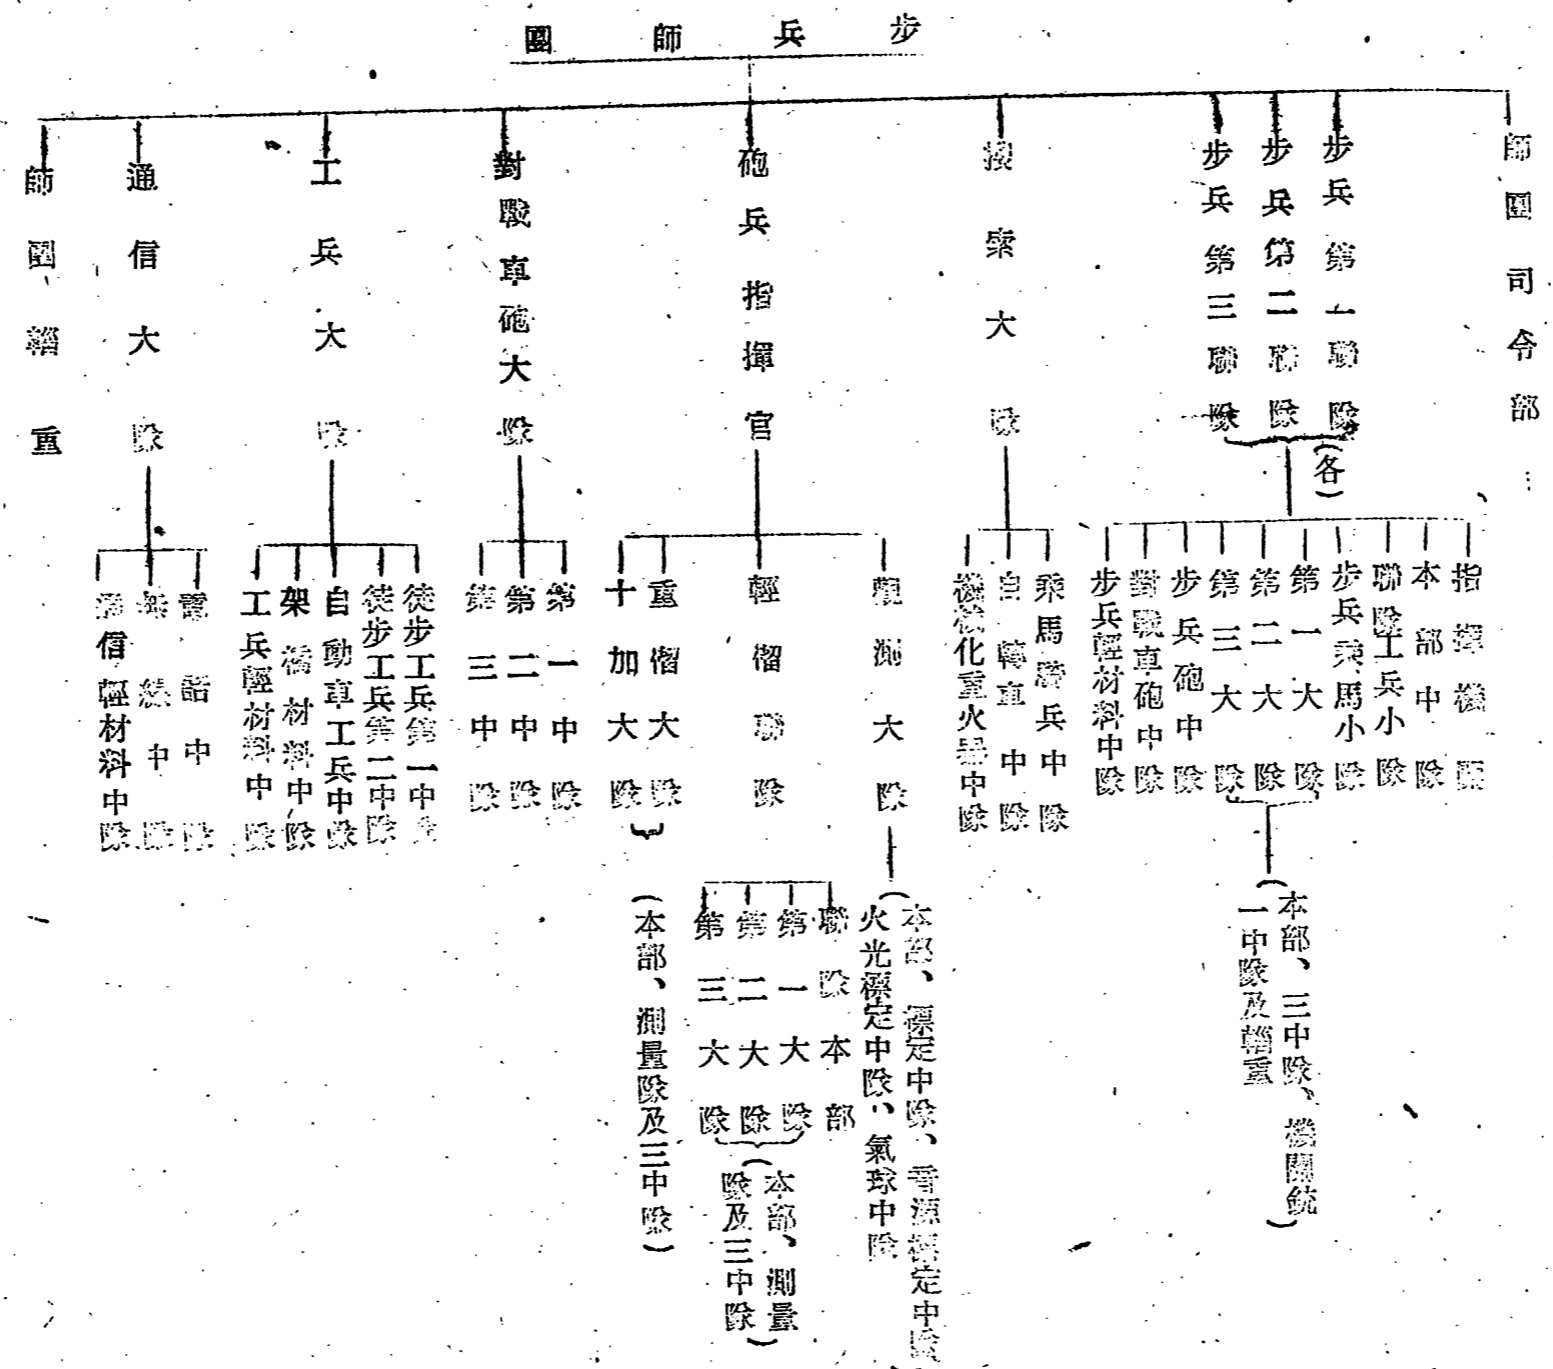 步兵師團
師團司令部
步兵第一聯隊
步兵第二聯隊
步兵第三聯隊
(各)
指揮機關
本部中隊
聯隊工兵小隊
步兵乘馬小隊
第一大隊
第二大隊
第三大隊
步兵砲中隊
對戰車砲中隊
步兵輕材料中隊
(本部、三中隊、機關銃
一中隊及輜重)
搜索大隊
乘馬騎兵中隊
自轉車中隊
機械化重火器中隊
砲兵指揮官
觀測大隊
(本部、標定中隊、音源標定中隊
火光標定中隊、氣球中隊
輕榴聯隊
聯隊本部
第一大隊
第二大隊
第三大隊
(本部、測量
隊及三中隊)
重榴大隊
十加大隊
(本部、測量隊及三中隊)
對戰車砲大隊
第一中隊
第二中隊
第三中隊
工兵大隊
徒步工兵第一中隊
徒步工兵第二中隊
自動車工兵中隊
架橋材料中隊
工兵輕材料中隊
通信大隊
電話中隊
無線中隊
通信輕材料中隊
師團輜重